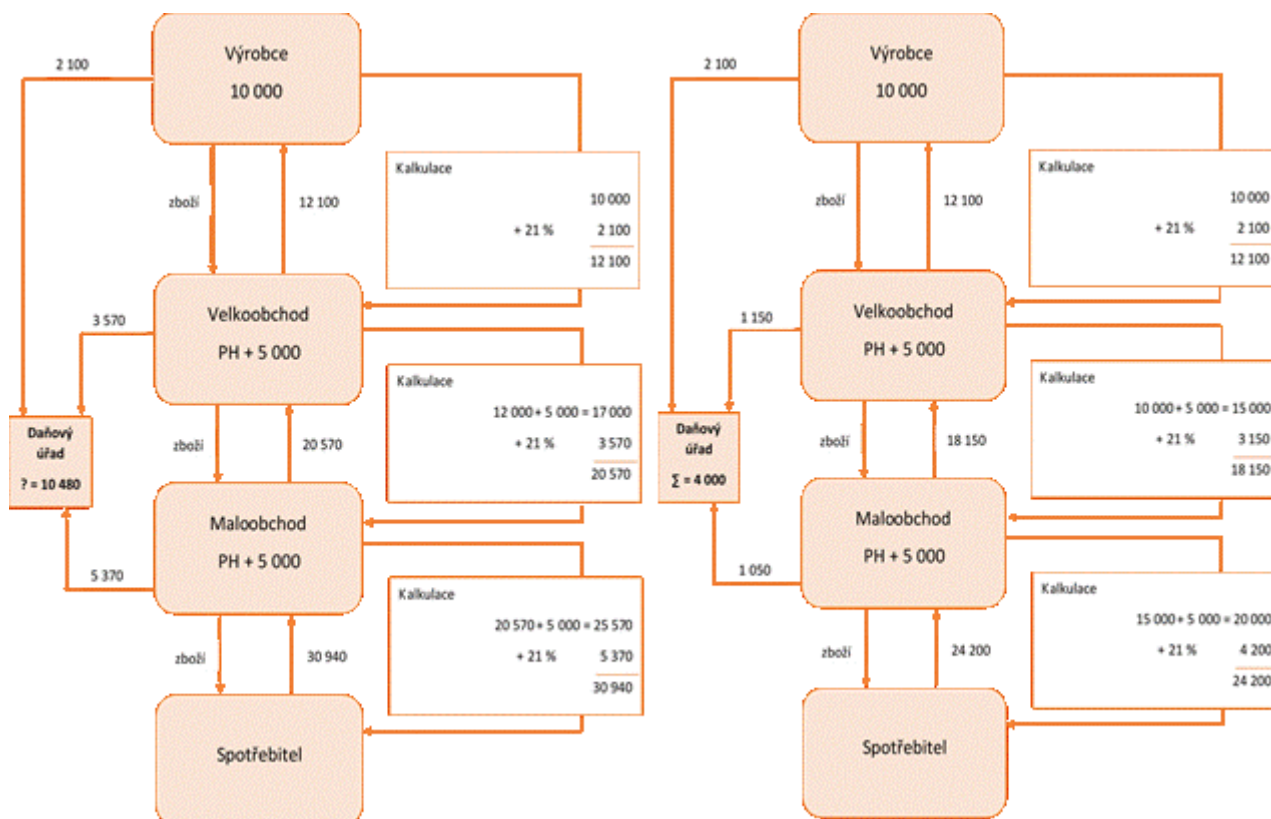 Výrobce
10 000
2 100
zboží
12 100
Kalkulace
10 000
+ 21 %
2 100
12 100
Velkoobchod
PH + 5 000
3 570
zboží
20 570
Kalkulace
12 000 + 5 000 = 17 000
+ 21 %
3 570
20 570
Daňový
úřad
? = 10 480
Maloobchod
PH + 5 000
5 370
zboží
30 940
Kalkulace
20 570 + 5 000 = 25 570
+ 21 %
5 370
30 940
Spotřebitel
Výrobce
10 000
2 100
zboží
12 100
Kalkulace
10 000
+ 21 %
2 100
12 100
Velkoobchod
PH + 5 000
1 150
zboží
18 150
Kalkulace
10 000 + 5 000 = 15 000
+ 21 %
3 150
18 150
Daňový
úřad
∑ = 4 000
Maloobchod
PH + 5 000
1 050
zboží
24 200
Kalkulace
15 000 + 5 000 = 20 000
+ 21 %
4 200
24 200
Spotřebitel